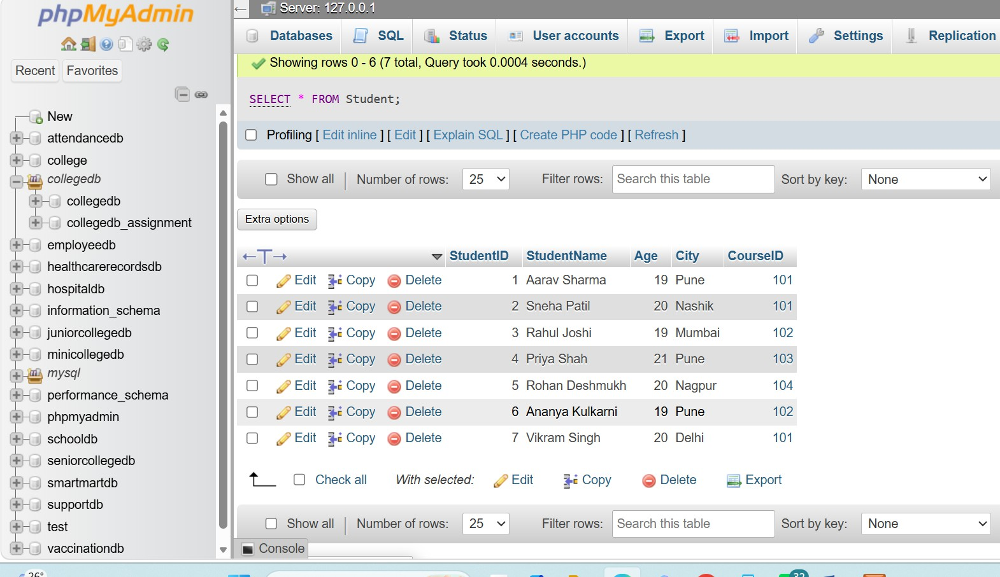 phpMyAdmin
Recent Favorites
New
attendancedb
college
collegedb
collegedb
collegedb_assignment
employeedb
healthcarerecordsdb
hospitaldb
information_schema
juniorcollegedb
minicollegedb
mysql
performance_schema
phpmyadmin
schooldb
seniorcollegedb
smartmartdb
supportdb
test
vaccinationdb
Server: 127.0.0.1
Databases SQL Status User accounts Export Import Settings Replication
Showing rows 0 - 6 (7 total, Query took 0.0004 seconds.)
SELECT * FROM Student;
Profiling [ Edit inline ] [ Edit ] [ Explain SQL ] [ Create PHP code ] [ Refresh ]
Show all Number of rows: 25 Filter rows: Search this table Sort by key: None
Extra options
StudentID StudentName Age City CourseID
Edit Copy Delete 1 Aarav Sharma 19 Pune 101
Edit Copy Delete 2 Sneha Patil 20 Nashik 101
Edit Copy Delete 3 Rahul Joshi 19 Mumbai 102
Edit Copy Delete 4 Priya Shah 21 Pune 103
Edit Copy Delete 5 Rohan Deshmukh 20 Nagpur 104
Edit Copy Delete 6 Ananya Kulkarni 19 Pune 102
Edit Copy Delete 7 Vikram Singh 20 Delhi 101
Check all With selected: Edit Copy Delete Export
Show all Number of rows: 25 Filter rows: Search this table Sort by key: None
Console
26°
32